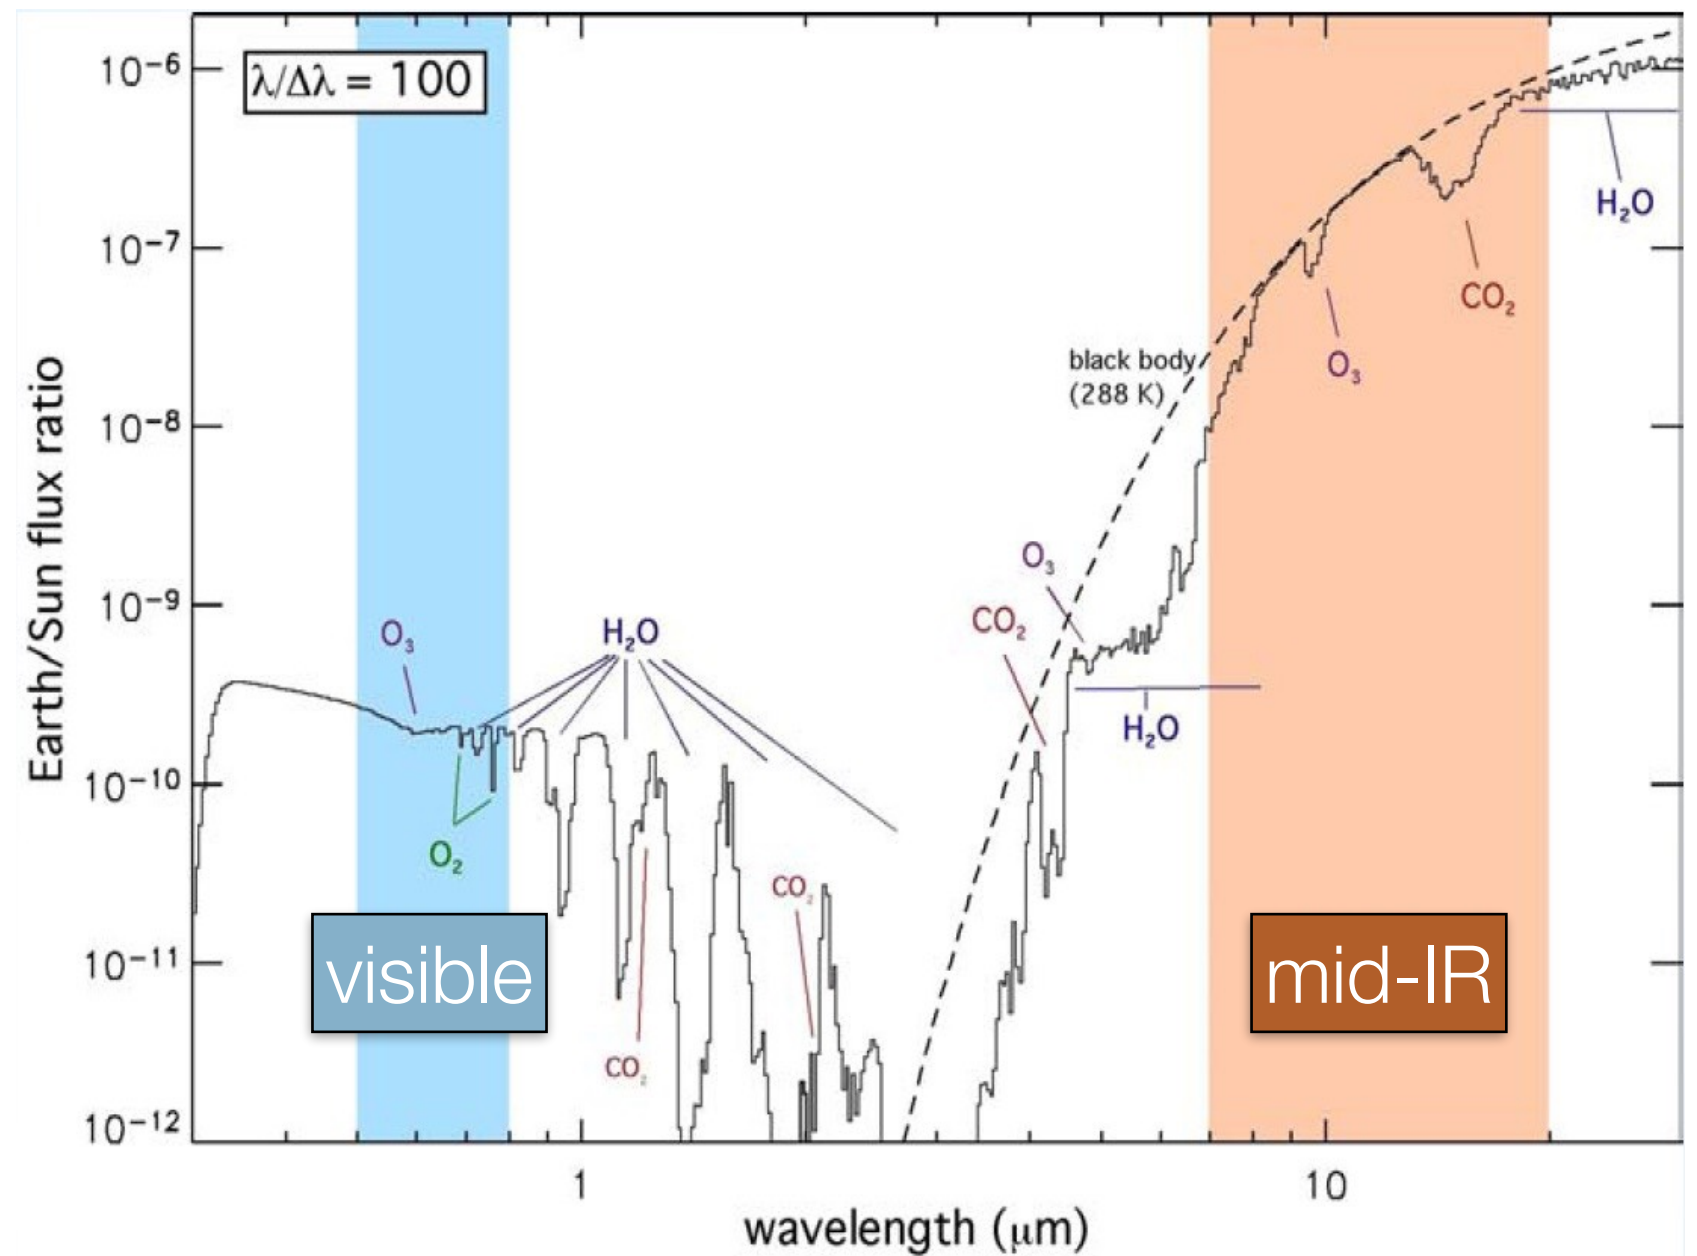 λ/Δλ = 100
10⁻⁶
10⁻⁷
10⁻⁸
10⁻⁹
10⁻¹⁰
10⁻¹¹
10⁻¹²
Earth/Sun flux ratio
O₃
O₂
H₂O
CO₂
CO₂
CO₂
O₃
H₂O
black body
(288 K)
O₃
CO₂
H₂O
visible
mid-IR
1
10
wavelength (μm)